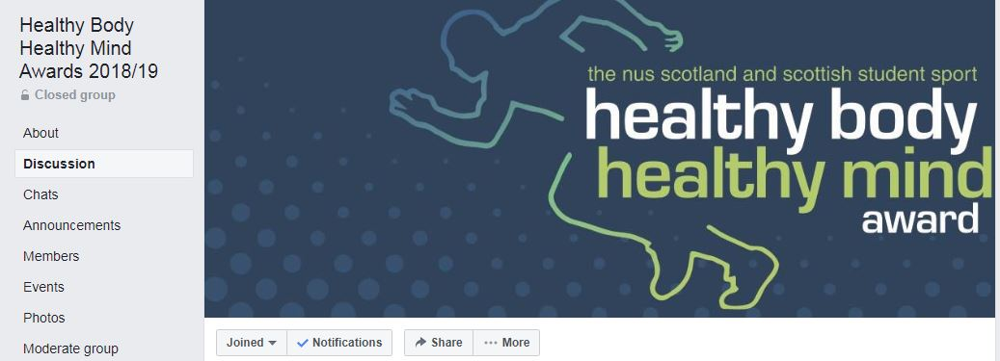 Healthy Body
Healthy Mind
Awards 2018/19
Closed group
About
Discussion
Chats
Announcements
Members
Events
Photos
Moderate group
the nus scotland and scottish student sport
healthy body
healthy mind
award
Joined
Notifications
Share
More